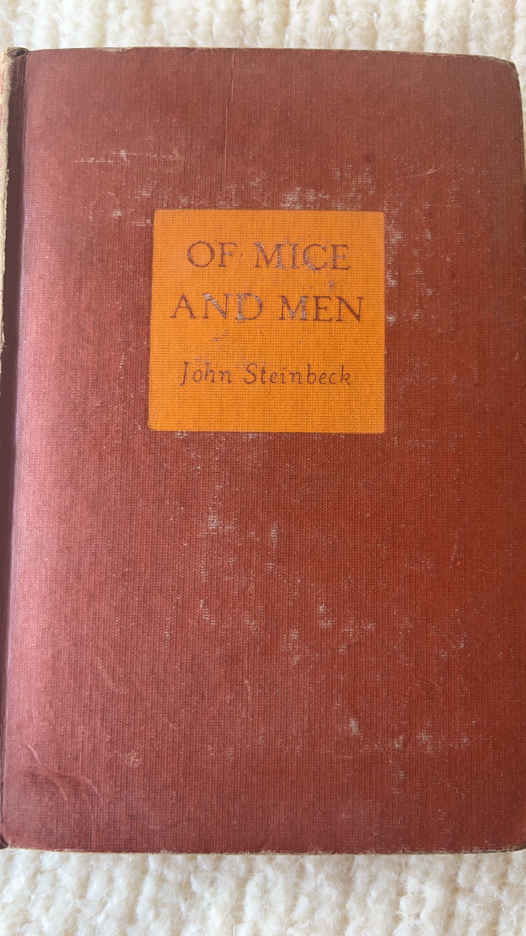 OF MICE
AND MEN
John Steinbeck